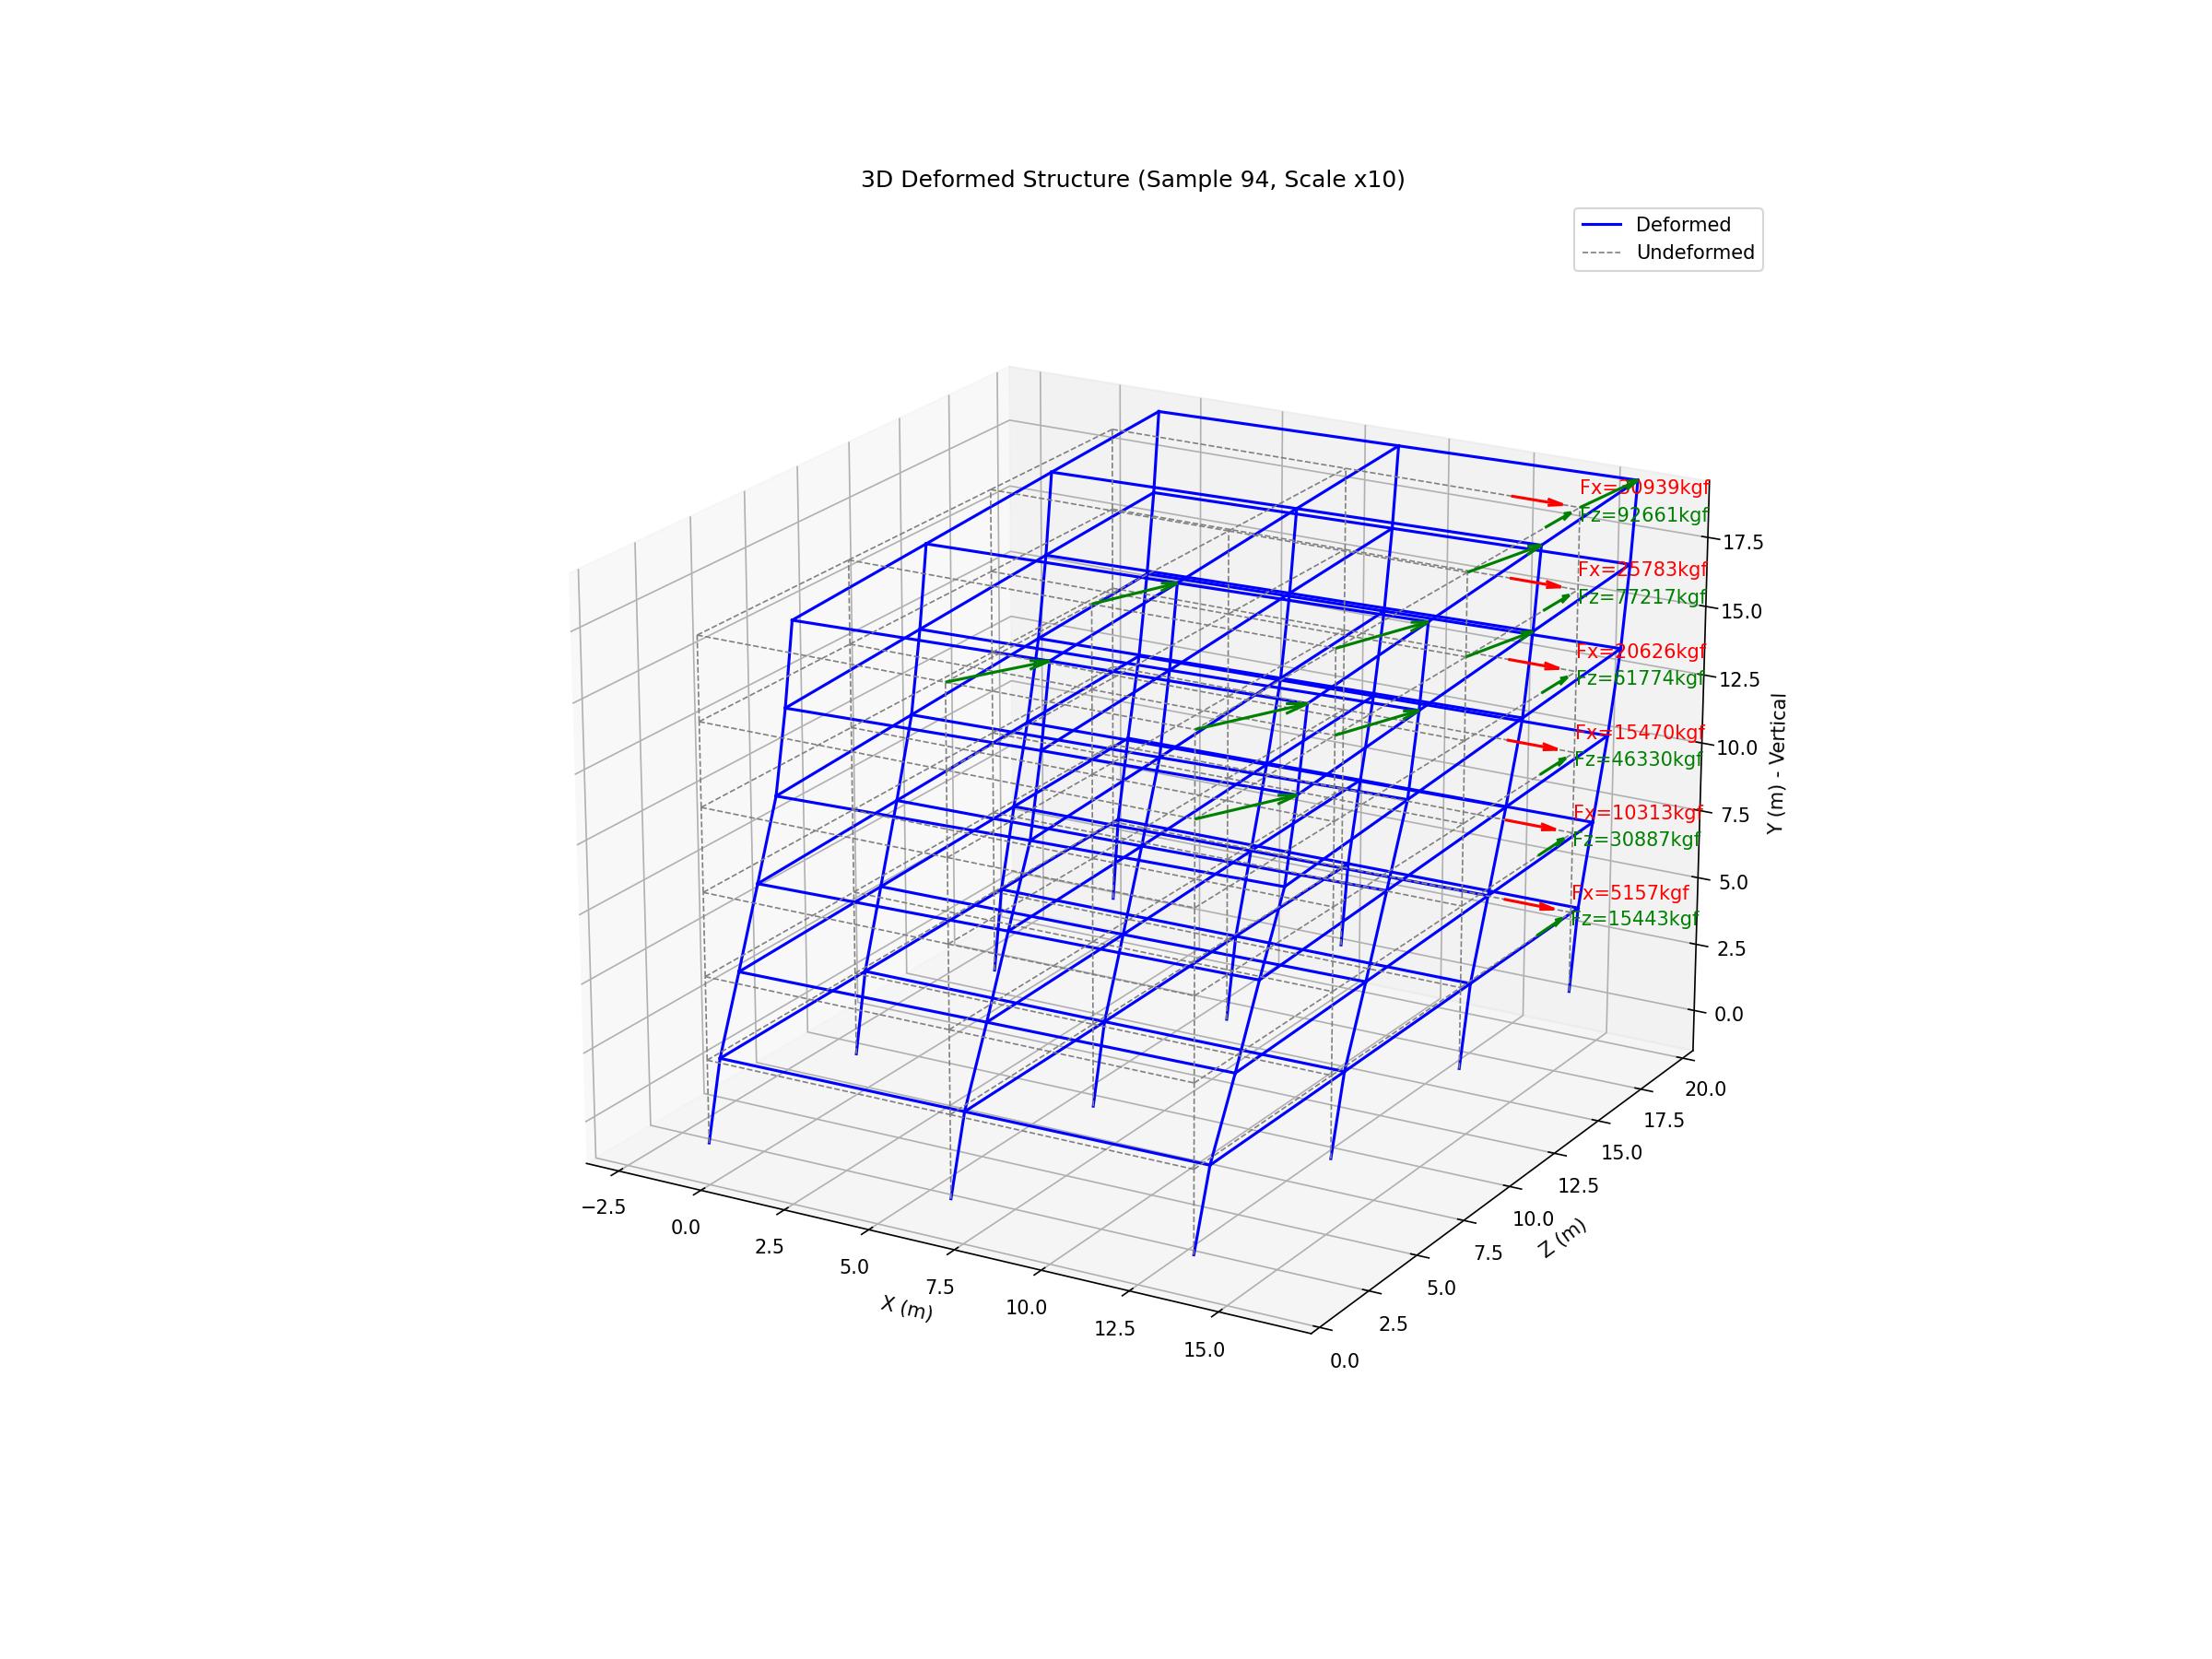 3D Deformed Structure (Sample 94, Scale x10)
Deformed
Undeformed
Fx=30939kgf
Fz=92661kgf
Fx=25783kgf
Fz=77217kgf
Fx=20626kgf
Fz=61774kgf
Fx=15470kgf
Fz=46330kgf
Fx=10313kgf
Fz=30887kgf
Fx=5157kgf
Fz=15443kgf
17.5
15.0
12.5
10.0
7.5
5.0
2.5
0.0
Y (m) - Vertical
20.0
17.5
15.0
12.5
10.0
7.5
5.0
2.5
0.0
Z (m)
−2.5
0.0
2.5
5.0
7.5
10.0
12.5
15.0
X (m)